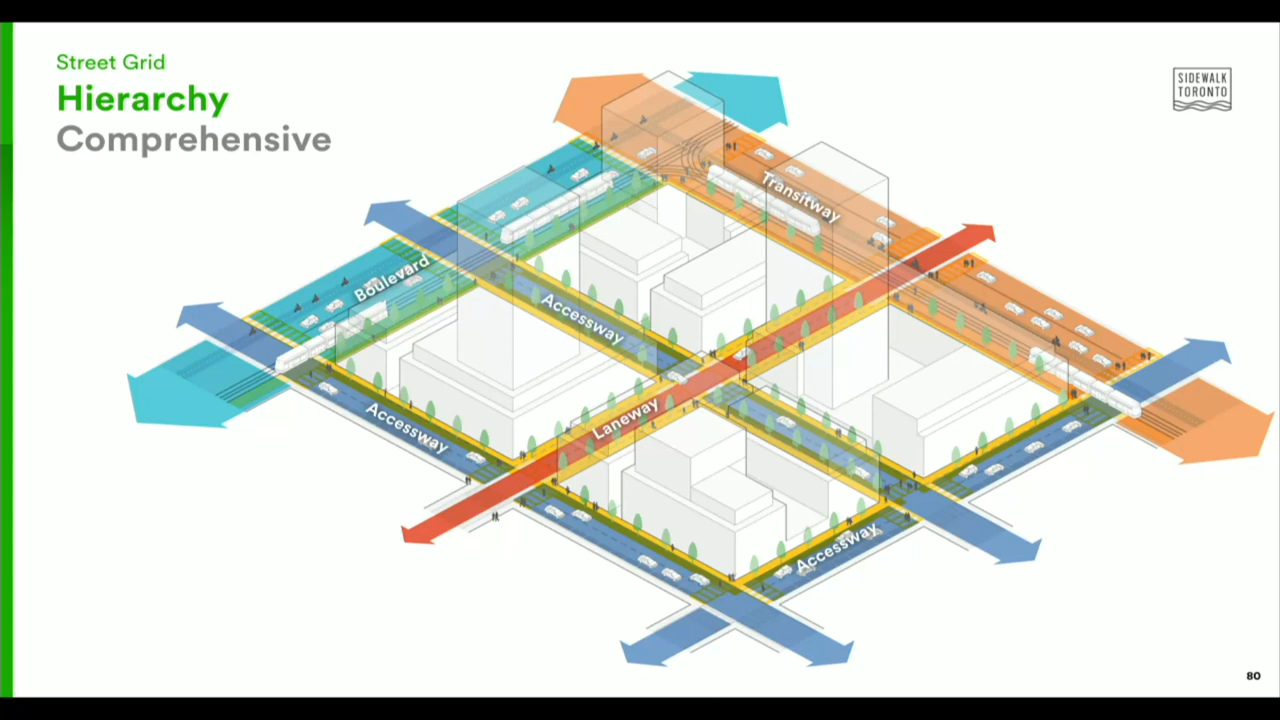 Street Grid
Hierarchy
Comprehensive
SIDEWALK
TORONTO
Transitway
Boulevard
Accessway
Laneway
Accessway
Accessway
80